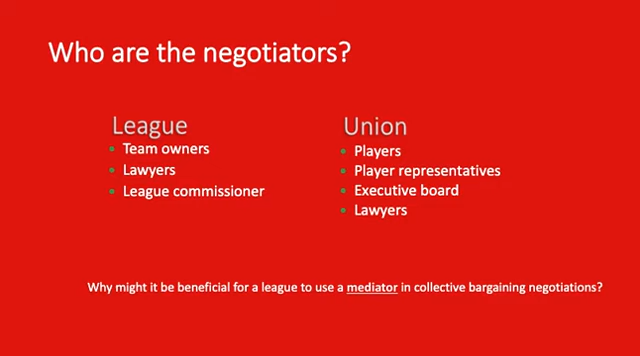 Who are the negotiators?
League
Team owners
Lawyers
League commissioner
Union
Players
Player representatives
Executive board
Lawyers
Why might it be beneficial for a league to use a mediator in collective bargaining negotiations?